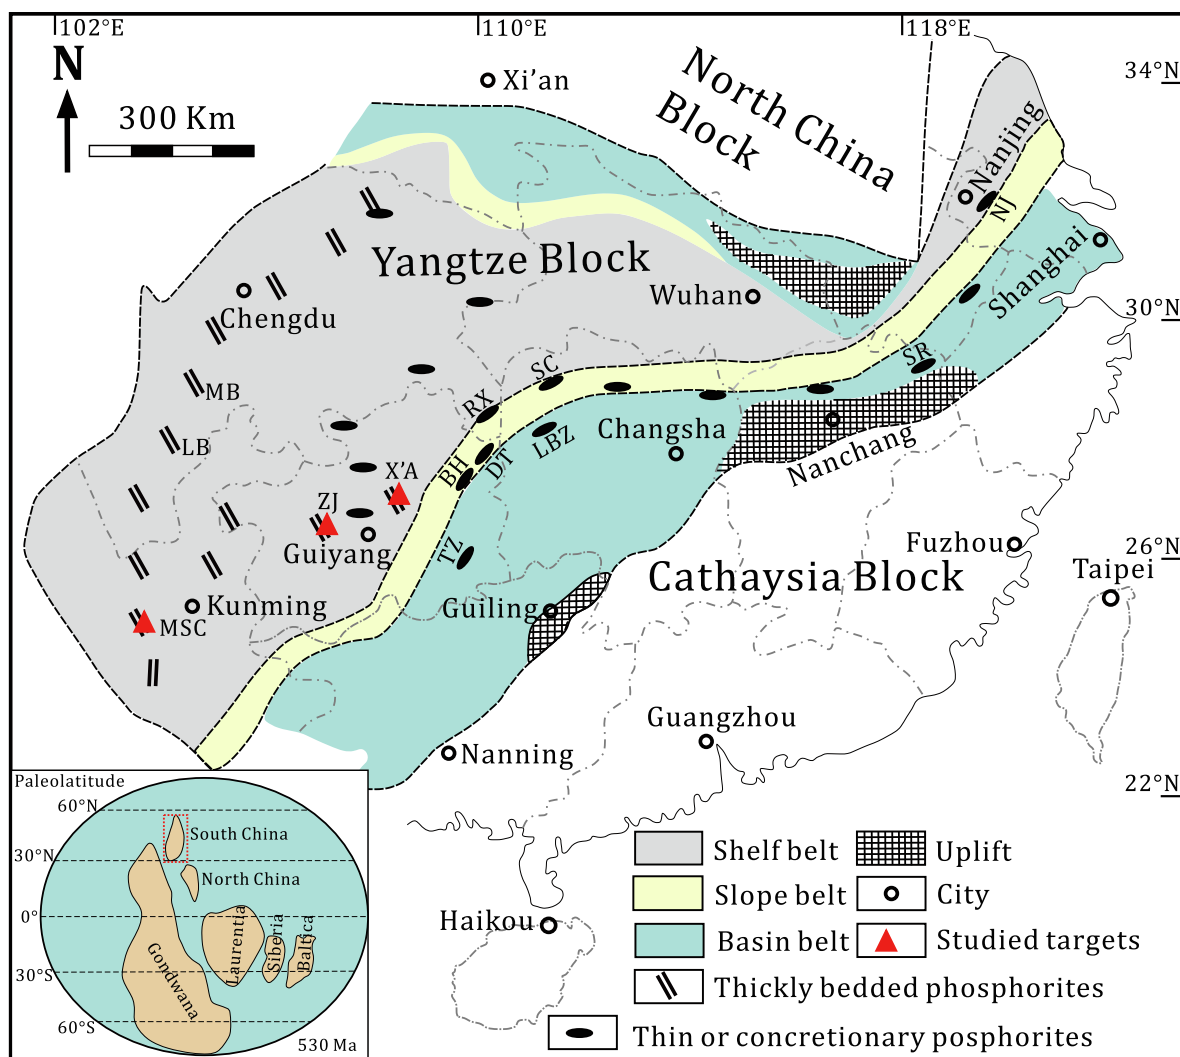 102°E
110°E
118°E
N
34°N
Xi’an
North China
Block
300 Km
Nanjing
NJ
Shanghai
Yangtze Block
Wuhan
Chengdu
30°N
SR
SC
MB
RX
LBZ
Changsha
LB
DT
BH
Nanchang
X’A
ZJ
Guiyang
TZ
Fuzhou
26°N
Cathaysia Block
Taipei
Kunming
Guiling
MSC
Guangzhou
Nanning
22°N
Paleolatitude
60°N
South China
30°N
North China
0°
Laurentia
Siberia
Baltica
Gondwana
30°S
60°S
530 Ma
Haikou
Shelf belt
Uplift
Slope belt
City
Basin belt
Studied targets
Thickly bedded phosphorites
Thin or concretionary posphorites